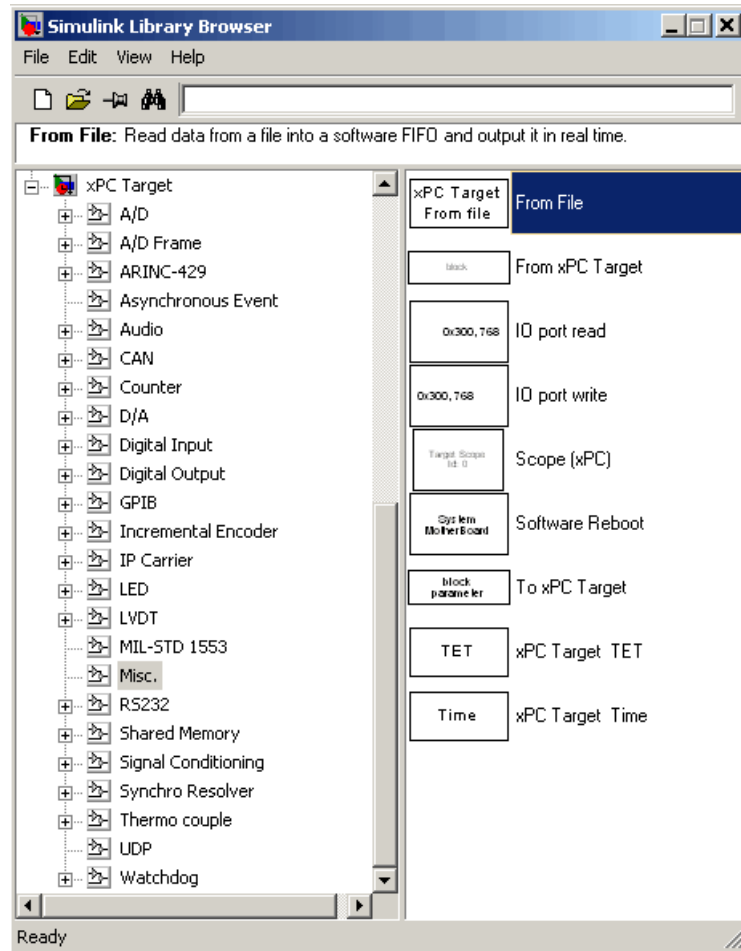 Simulink Library Browser
File Edit View Help
From File: Read data from a file into a software FIFO and output it in real time.
xPC Target
A/D
A/D Frame
ARINC-429
Asynchronous Event
Audio
CAN
Counter
D/A
Digital Input
Digital Output
GPIB
Incremental Encoder
IP Carrier
LED
LVDT
MIL-STD 1553
Misc.
RS232
Shared Memory
Signal Conditioning
Synchro Resolver
Thermo couple
UDP
Watchdog
xPC Target
From file
From File
block
From xPC Target
0x300, 768
IO port read
0x300, 768
IO port write
Target Scope
Id: 0
Scope (xPC)
System
MotherBoard
Software Reboot
block
parameter
To xPC Target
TET
xPC Target TET
Time
xPC Target Time
Ready